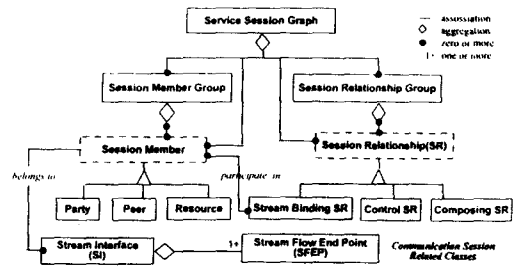 Service Session Graph
association
aggregation
zero or more
1+ one or more
Session Member Group
Session Relationship Group
Session Member
Session Relationship(SR)
belongs to
participate in
Party
Peer
Resource
Stream Binding SR
Control SR
Composing SR
Stream Interface
(SI)
1+
Stream Flow End Point
(SFEP)
Communication Session
Related Classes